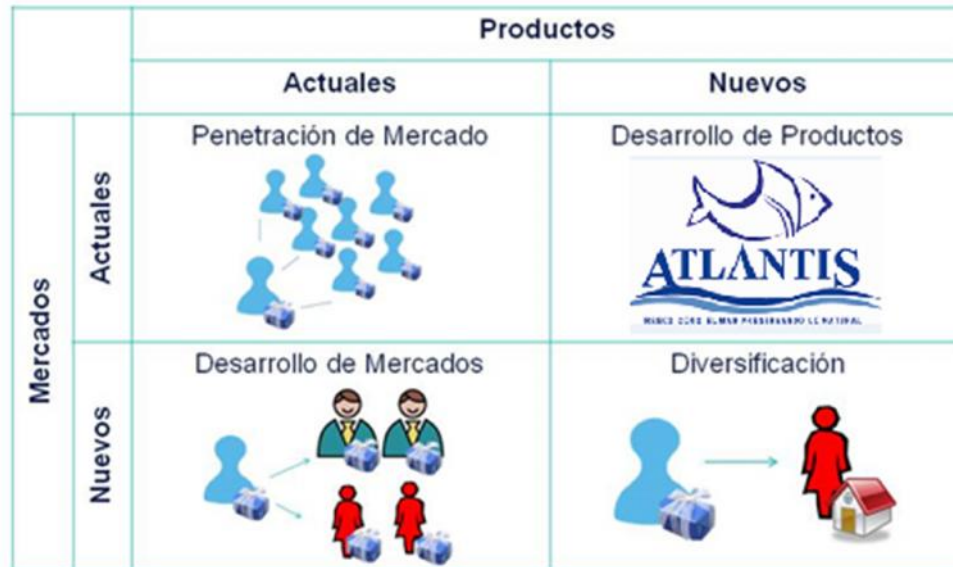 Productos
Actuales
Nuevos
Mercados
Actuales
Penetración de Mercado
Desarrollo de Productos
ATLANTIS
Nuevos
Desarrollo de Mercados
Diversificación